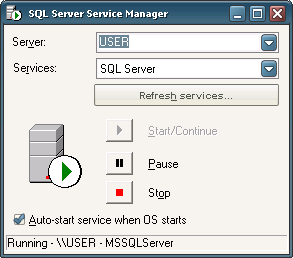 SQL Server Service Manager
Server: USER
Services: SQL Server
Refresh services...
Start/Continue
Pause
Stop
Auto-start service when OS starts
Running - \\USER - MSSQLServer